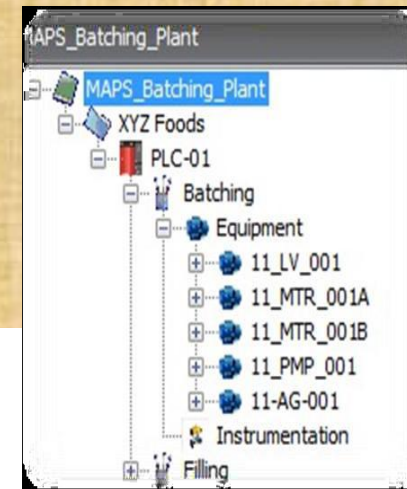 MAPS_Batching_Plant
MAPS_Batching_Plant
XYZ Foods
PLC-01
Batching
Equipment
11_LV_001
11_MTR_001A
11_MTR_001B
11_PMP_001
11-AG-001
Instrumentation
Filling